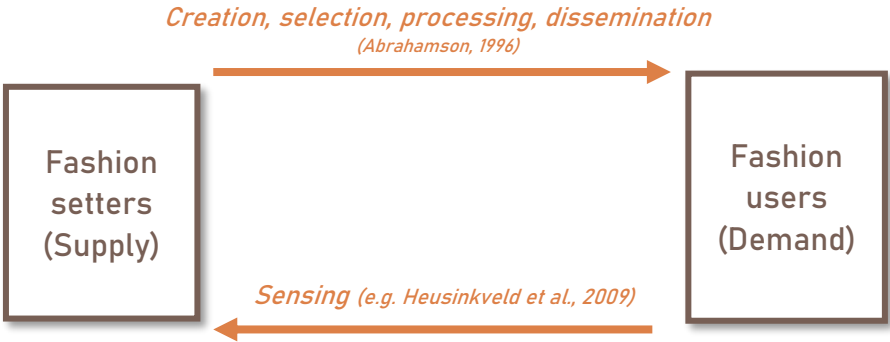 Creation, selection, processing, dissemination
(Abrahamson, 1996)
Fashion
setters
(Supply)
Fashion
users
(Demand)
Sensing (e.g. Heusinkveld et al., 2009)